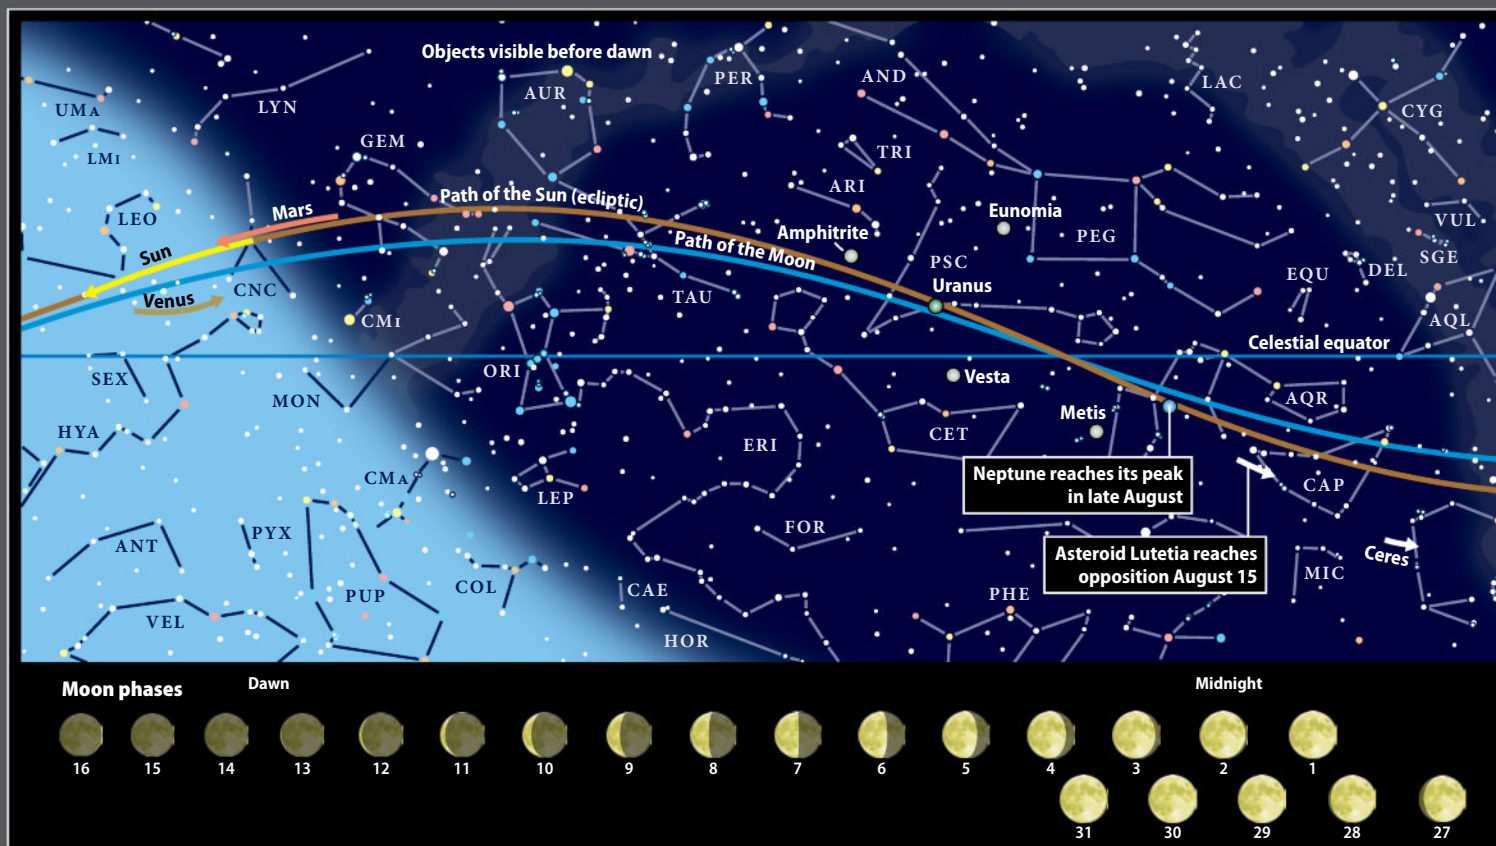 Objects visible before dawn
PER
AND
LAC
CYG
UMA
LYN
AUR
LMI
GEM
TRI
ARI
LEO
Mars
Path of the Sun (ecliptic)
Eunomia
VUL
Sun
Amphitrite
Path of the Moon
PEG
SGE
PSC
EQU
DEL
Venus
CNC
TAU
Uranus
CMI
AQL
Celestial equator
SEX
ORI
Vesta
MON
AQR
Metis
HYA
ERI
CET
CMA
LEP
Neptune reaches its peak
in late August
CAP
PYX
ANT
FOR
Asteroid Lutetia reaches
opposition August 15
Ceres
MIC
COL
CAE
PUP
PHE
VEL
HOR
Moon phases
Dawn
Midnight
16 15 14 13 12 11 10 9 8 7 6 5 4 3 2 1
31 30 29 28 27